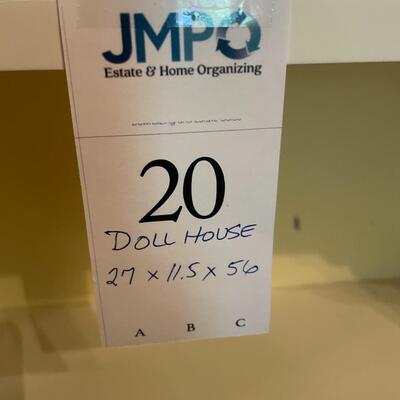 JMPO
Estate & Home Organizing
20
DOLL HOUSE
27 x 11.5 x 56
A B C